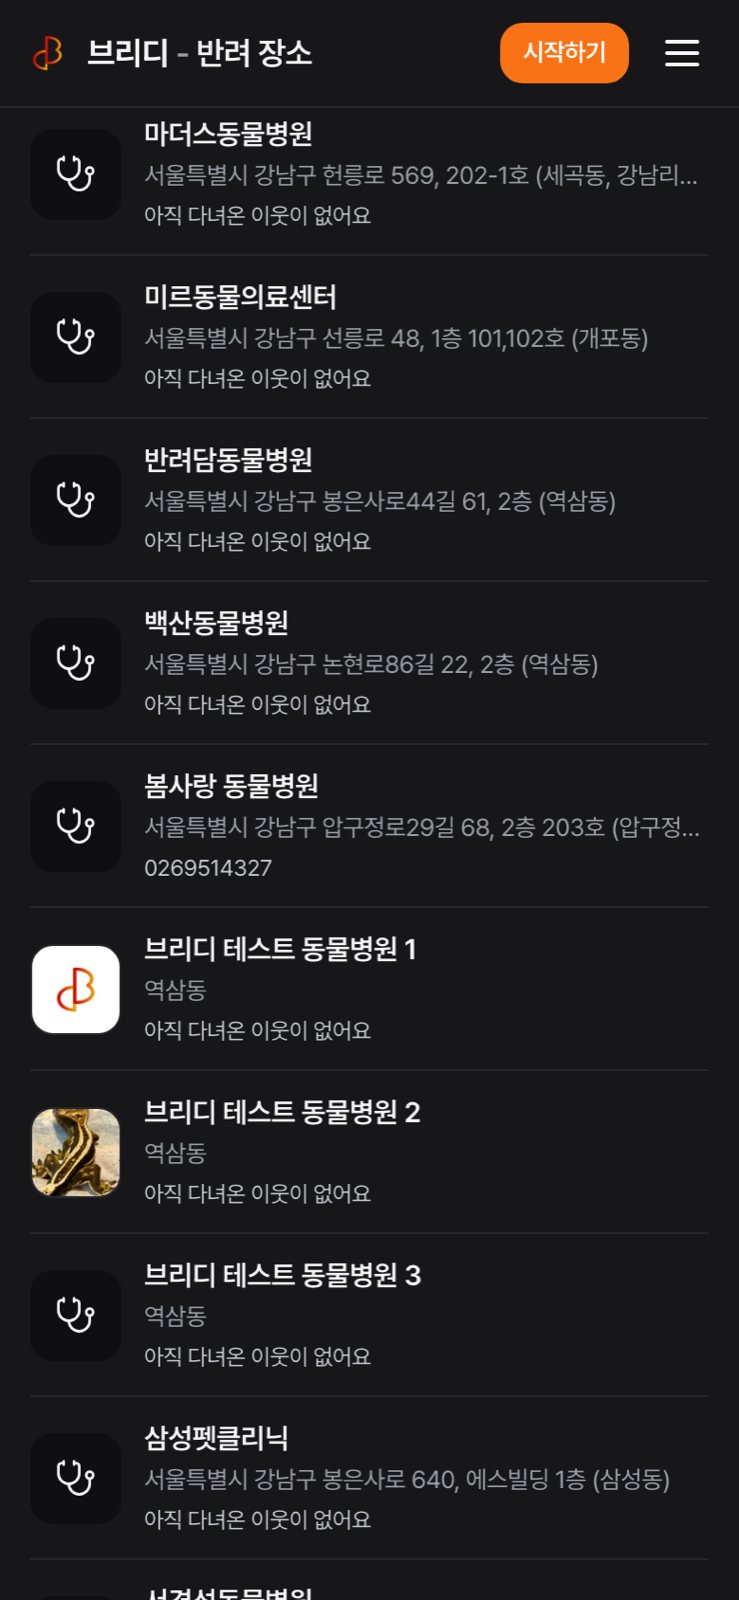 브리디 - 반려 장소
시작하기
마더스동물병원
서울특별시 강남구 헌릉로 569, 202-1호 (세곡동, 강남리...
아직 다녀온 이웃이 없어요
미르동물의료센터
서울특별시 강남구 선릉로 48, 1층 101,102호 (개포동)
아직 다녀온 이웃이 없어요
반려담동물병원
서울특별시 강남구 봉은사로44길 61, 2층 (역삼동)
아직 다녀온 이웃이 없어요
백산동물병원
서울특별시 강남구 논현로86길 22, 2층 (역삼동)
아직 다녀온 이웃이 없어요
봄사랑 동물병원
서울특별시 강남구 압구정로29길 68, 2층 203호 (압구정...
0269514327
브리디 테스트 동물병원 1
역삼동
아직 다녀온 이웃이 없어요
브리디 테스트 동물병원 2
역삼동
아직 다녀온 이웃이 없어요
브리디 테스트 동물병원 3
역삼동
아직 다녀온 이웃이 없어요
삼성펫클리닉
서울특별시 강남구 봉은사로 640, 에스빌딩 1층 (삼성동)
아직 다녀온 이웃이 없어요